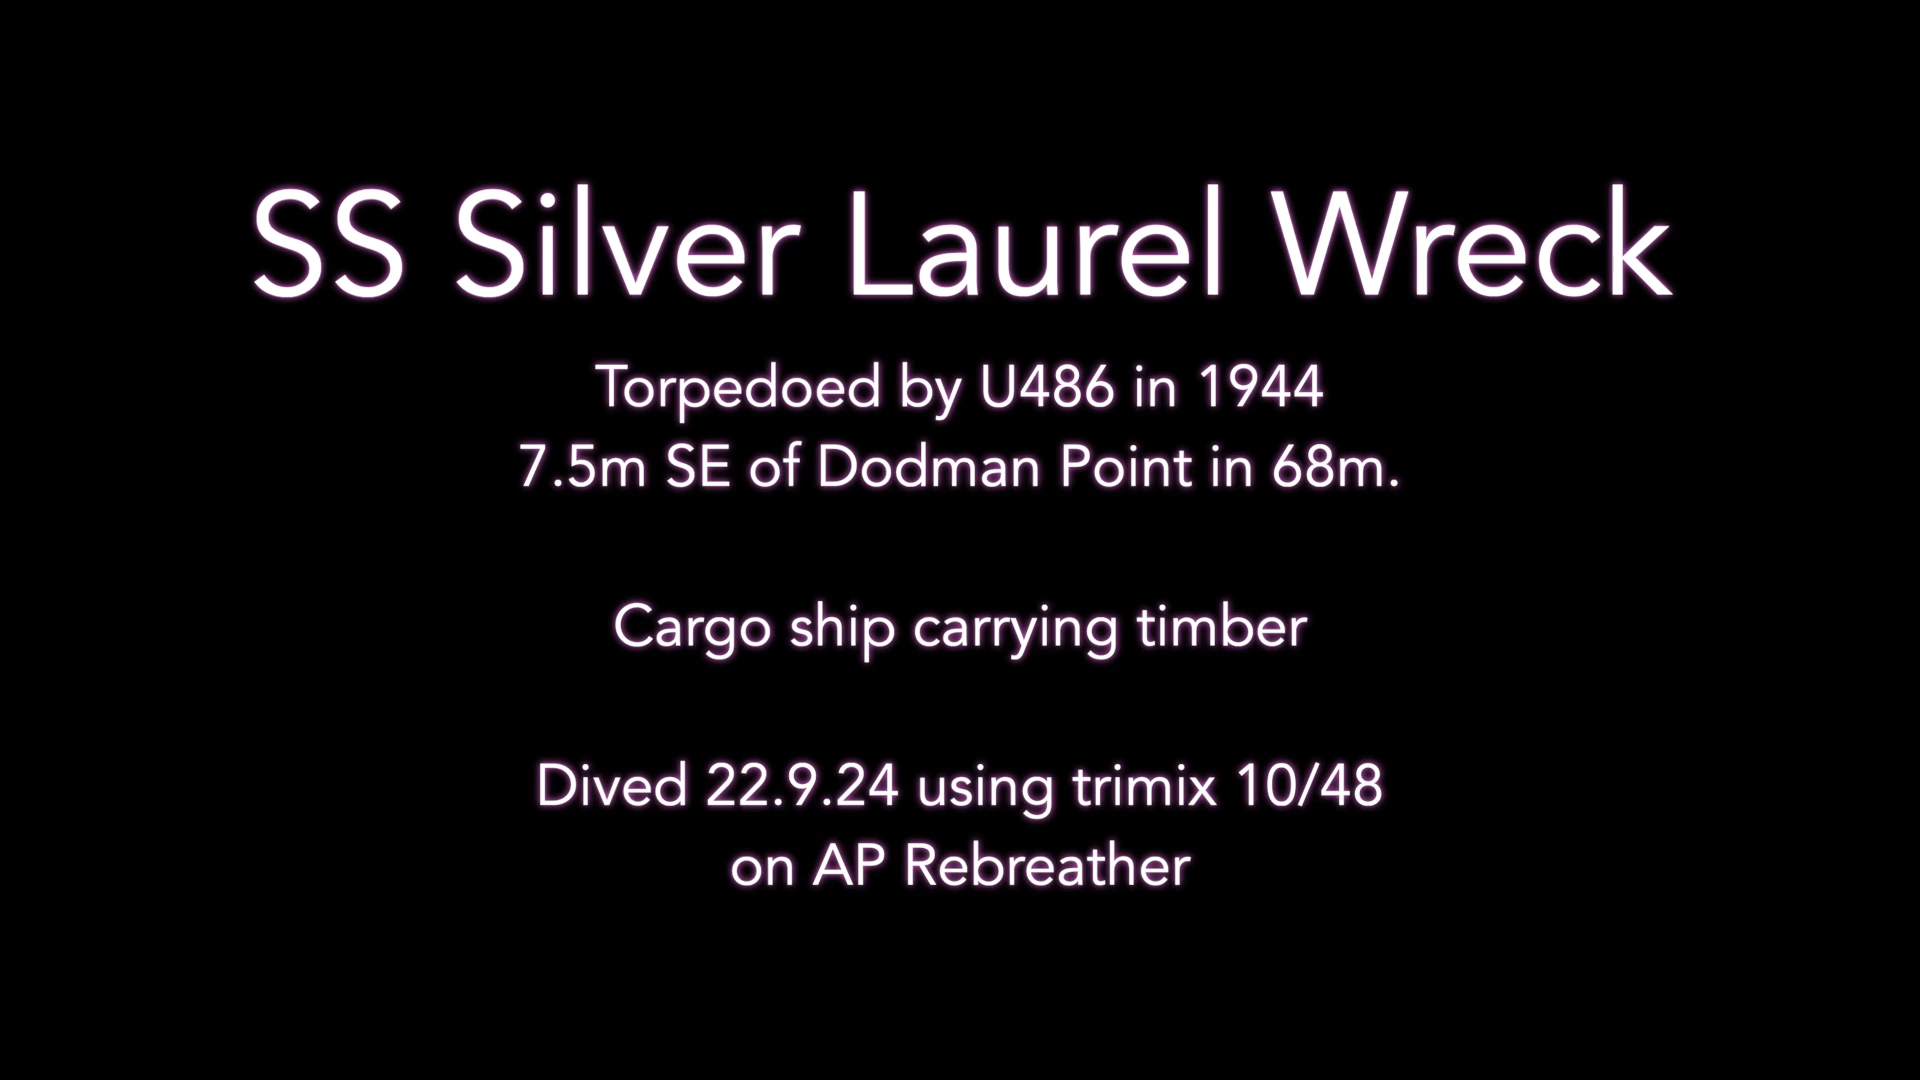 SS Silver Laurel Wreck
Torpedoed by U486 in 1944
7.5m SE of Dodman Point in 68m.
Cargo ship carrying timber
Dived 22.9.24 using trimix 10/48
on AP Rebreather